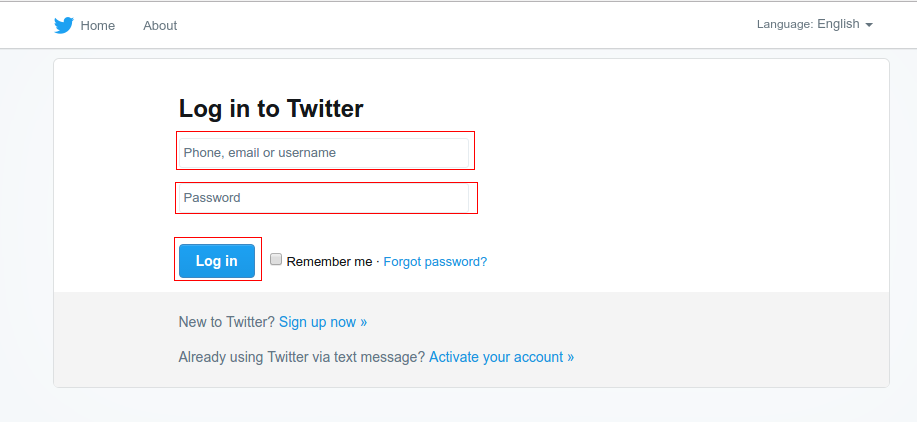 Home About Language: English
Log in to Twitter
Phone, email or username
Password
Log in Remember me · Forgot password?
New to Twitter? Sign up now »
Already using Twitter via text message? Activate your account »